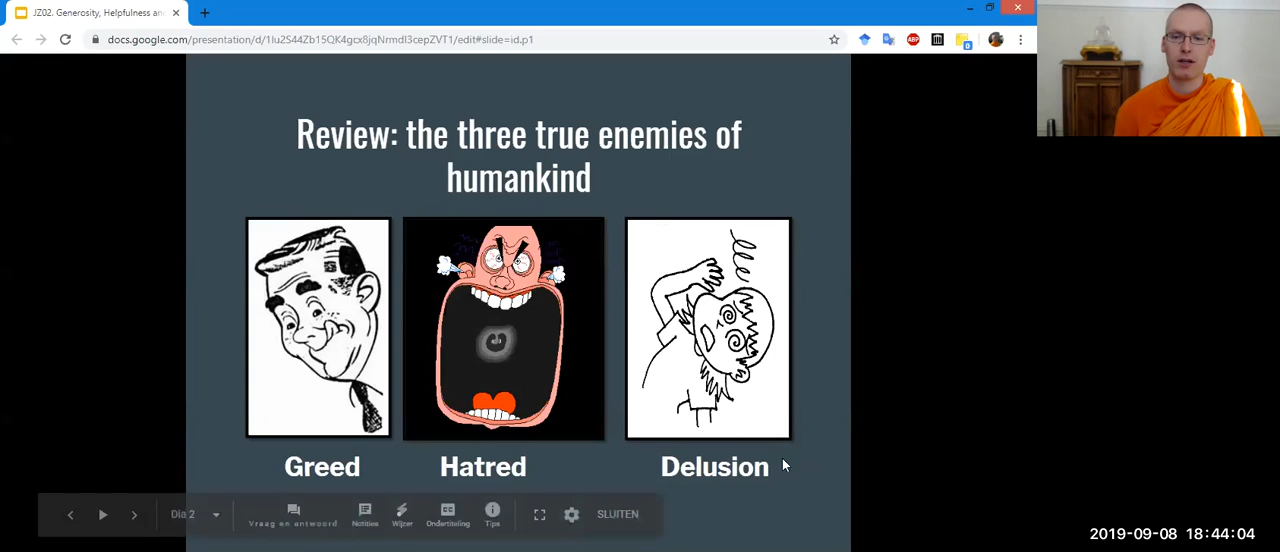 JZ02. Generosity, Helpfulness an
docs.google.com/presentation/d/1lu2S44Zb15QK4gcx8jqNrmdI3cepZVT1/edit#slide=id.p1
ABP
Review: the three true enemies of
humankind
Greed
Hatred
Delusion
Dia 2
Vraag en antwoord
Notities
Wijzer
Ondertiteling
Tips
SLUITEN
2019-09-08 18:44:04